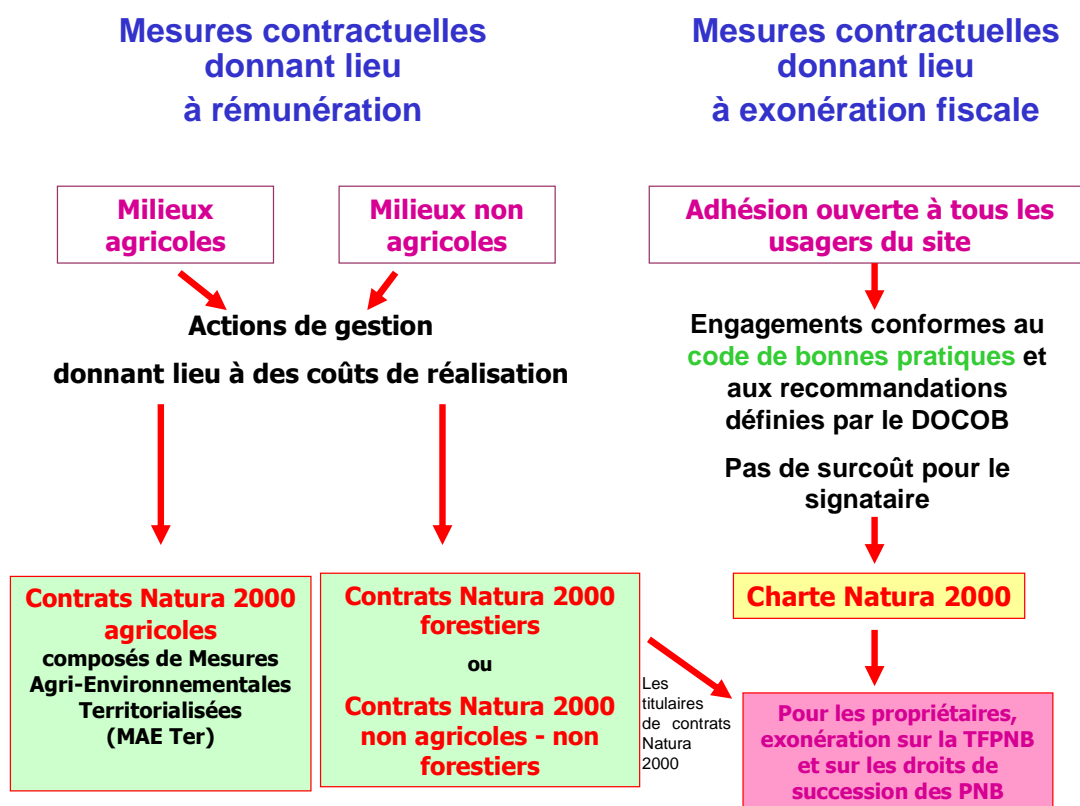 Mesures contractuelles
donnant lieu
à rémunération
Mesures contractuelles
donnant lieu
à exonération fiscale
Milieux
agricoles
Milieux non
agricoles
Adhésion ouverte à tous les
usagers du site
Actions de gestion
donnant lieu à des coûts de réalisation
Engagements conformes au
code de bonnes pratiques et
aux recommandations
définies par le DOCOB
Pas de surcoût pour le
signataire
Contrats Natura 2000
agricoles
composés de Mesures
Agri-Environnementales
Territorialisées
(MAE Ter)
Contrats Natura 2000
forestiers
ou
Contrats Natura 2000
non agricoles - non
forestiers
Les
titulaires
de contrats
Natura
2000
Charte Natura 2000
Pour les propriétaires,
exonération sur la TFPNB
et sur les droits de
succession des PNB